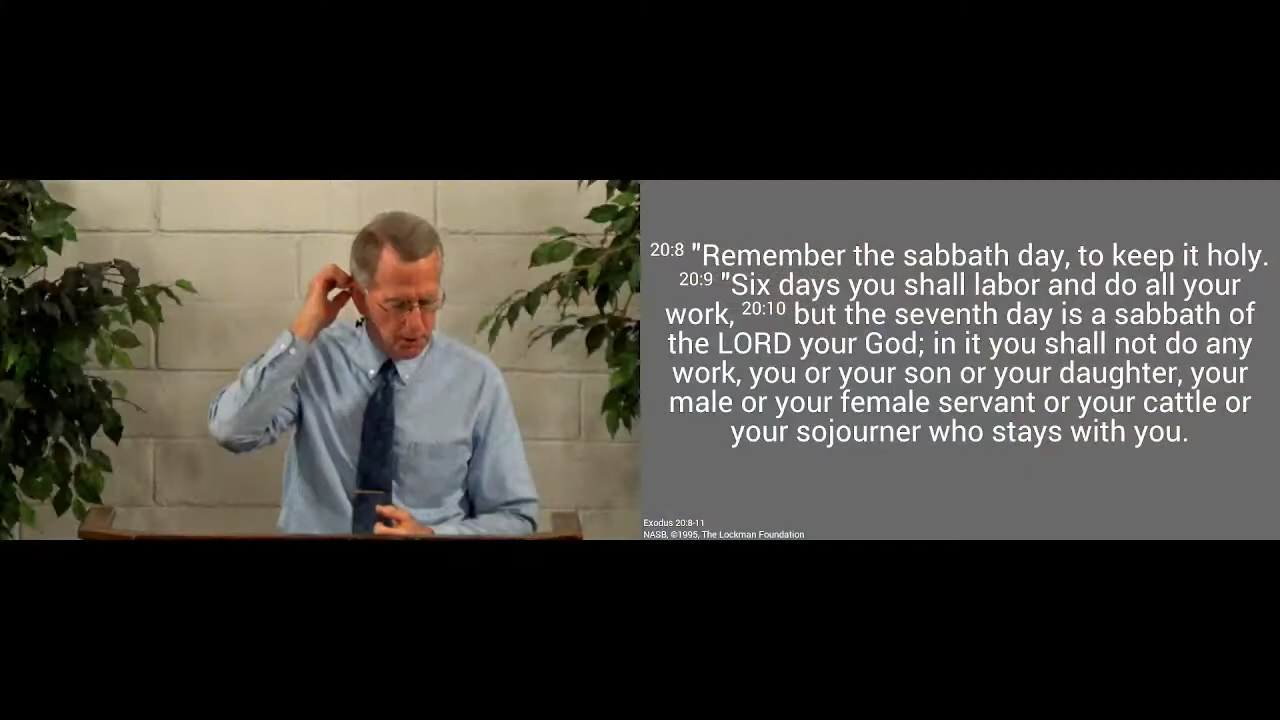 20:8 "Remember the sabbath day, to keep it holy.
20:9 "Six days you shall labor and do all your
work, 20:10 but the seventh day is a sabbath of
the LORD your God; in it you shall not do any
work, you or your son or your daughter, your
male or your female servant or your cattle or
your sojourner who stays with you.
Exodus 20:8-11
NASB, ©1995, The Lockman Foundation